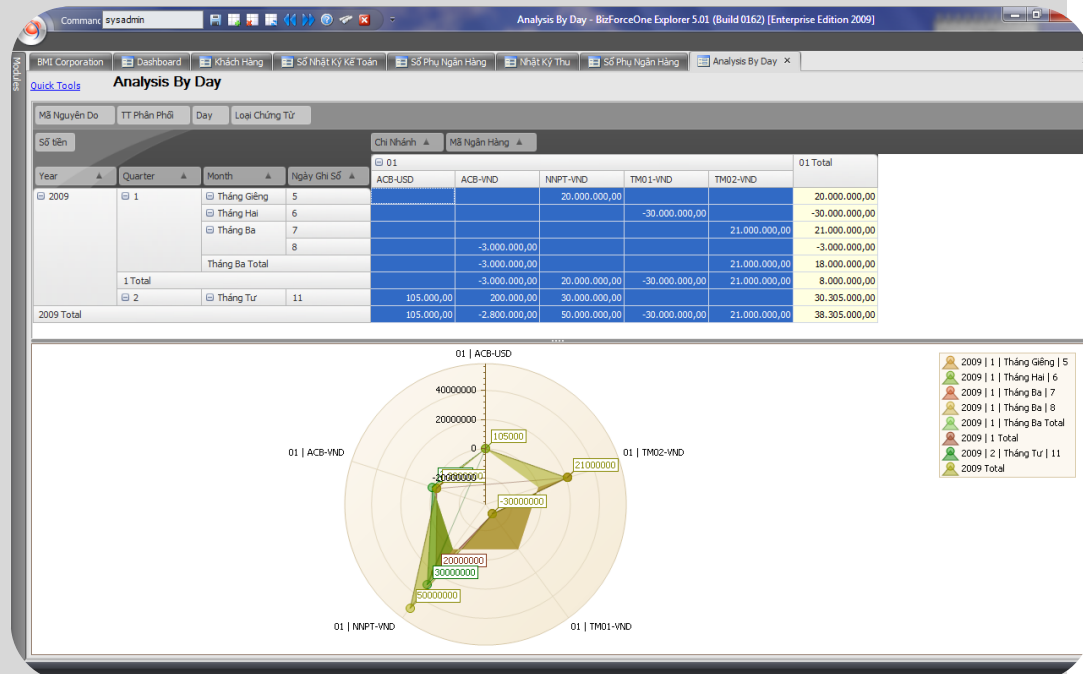 Command sysadmin Analysis By Day - BizForceOne Explorer 5.01 (Build 0162) [Enterprise Edition 2009]
Modules
BMI Corporation Dashboard Khách Hàng Sổ Nhật Ký Kế Toán Sổ Phụ Ngân Hàng Nhật Ký Thu Sổ Phụ Ngân Hàng Analysis By Day
Quick Tools Analysis By Day
Mã Nguyên Do TT Phân Phối Day Loại Chứng Từ
Số tiền Chi Nhánh Mã Ngân Hàng
01 01 Total
Year Quarter Month Ngày Ghi Sổ ACB-USD ACB-VND NNPT-VND TM01-VND TM02-VND
2009 1 Tháng Giêng 5 20.000.000,00 20.000.000,00
Tháng Hai 6 -30.000.000,00 -30.000.000,00
Tháng Ba 7 21.000.000,00 21.000.000,00
8 -3.000.000,00 -3.000.000,00
Tháng Ba Total -3.000.000,00 21.000.000,00 18.000.000,00
1 Total -3.000.000,00 20.000.000,00 -30.000.000,00 21.000.000,00 8.000.000,00
2 Tháng Tư 11 105.000,00 200.000,00 30.000.000,00 30.305.000,00
2009 Total 105.000,00 -2.800.000,00 50.000.000,00 -30.000.000,00 21.000.000,00 38.305.000,00
01 | ACB-USD
40000000
20000000
0
-20000000
105000
01 | ACB-VND
01 | TM02-VND
21000000
-30000000
20000000
30000000
50000000
01 | NNPT-VND
01 | TM01-VND
2009 | 1 | Tháng Giêng | 5
2009 | 1 | Tháng Hai | 6
2009 | 1 | Tháng Ba | 7
2009 | 1 | Tháng Ba | 8
2009 | 1 | Tháng Ba Total
2009 | 1 Total
2009 | 2 | Tháng Tư | 11
2009 Total